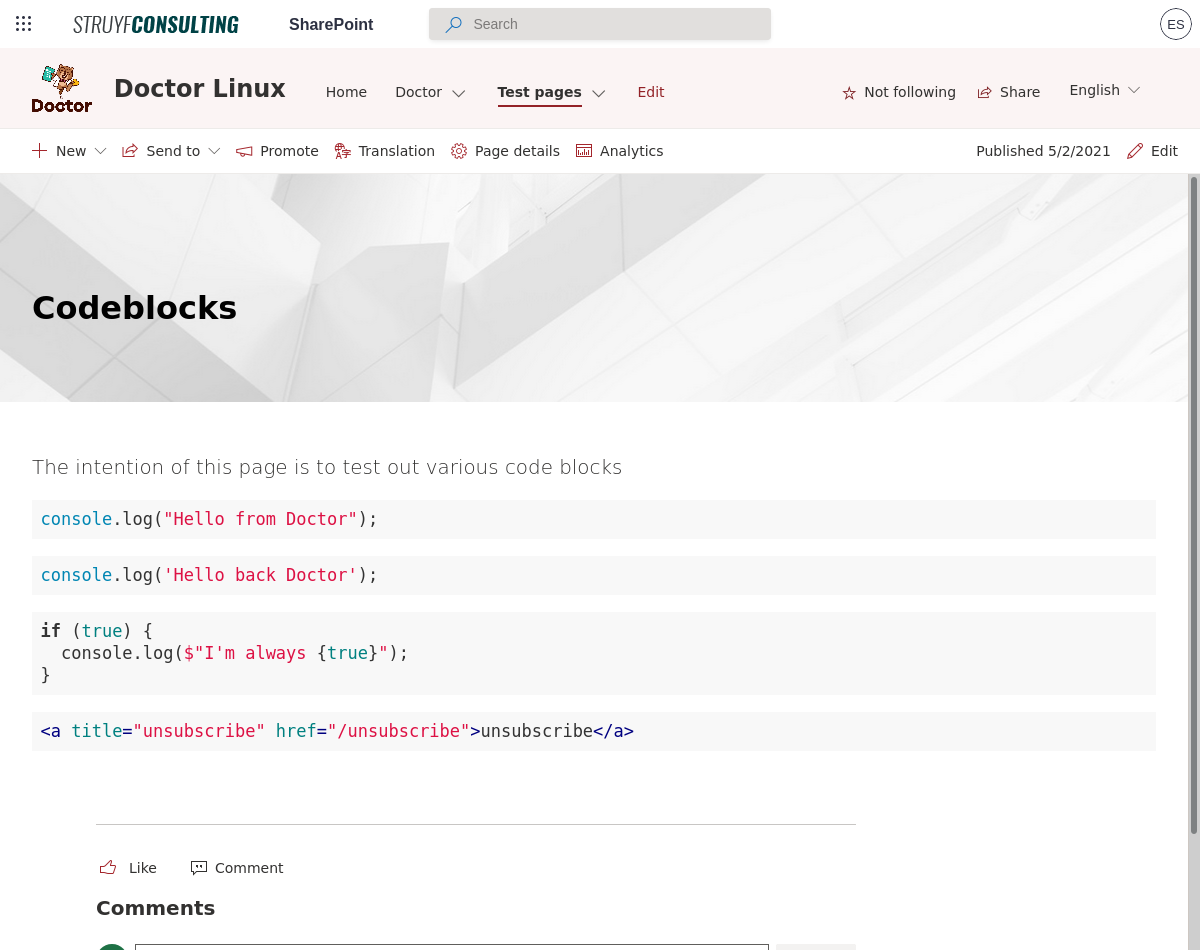 STRUYFCONSULTING SharePoint Search ES
Doctor Doctor Linux Home Doctor Test pages Edit Not following Share English
New Send to Promote Translation Page details Analytics Published 5/2/2021 Edit
Codeblocks
The intention of this page is to test out various code blocks
console.log("Hello from Doctor");
console.log('Hello back Doctor');
if (true) {
  console.log($"I'm always {true}");
}
<a title="unsubscribe" href="/unsubscribe">unsubscribe</a>
Like Comment
Comments